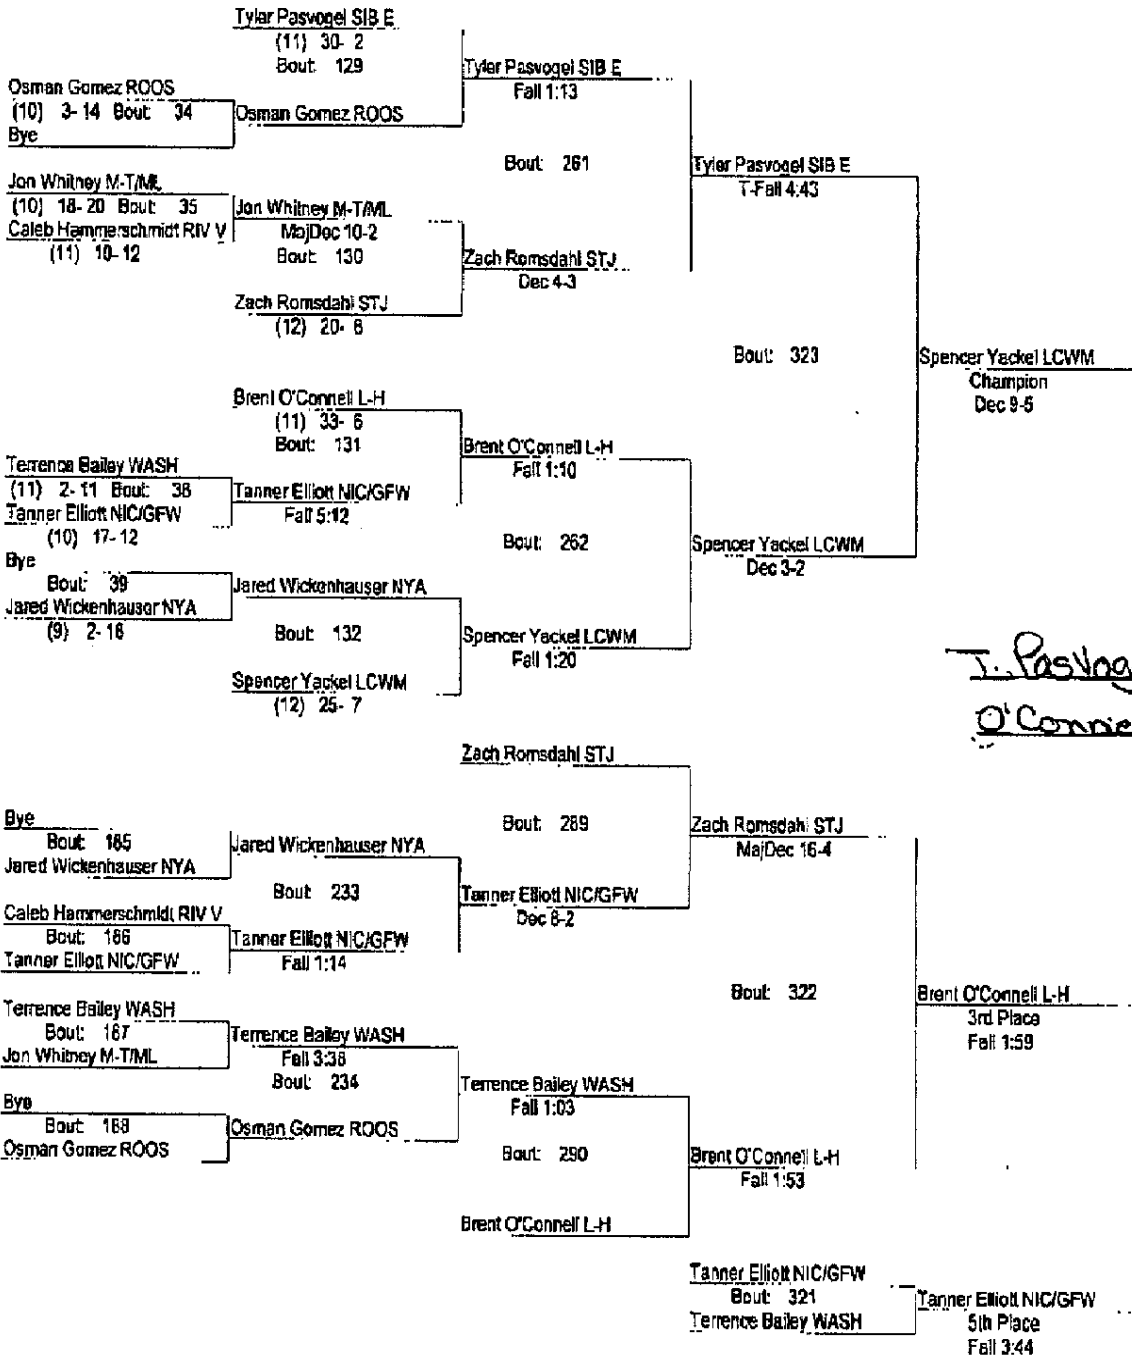 Tyler Pasvogel SIB E
(11) 30- 2
Bout: 129
Tyler Pasvogel SIB E
Fall 1:13
Osman Gomez ROOS
(10) 3- 14 Bout: 34
Bye
Osman Gomez ROOS
Bout: 261
Tyler Pasvogel SIB E
T-Fall 4:43
Jon Whitney M-T/ML
(10) 18- 20 Bout: 35
Caleb Hammerschmidt RIV V
(11) 10- 12
Jon Whitney M-T/ML
MajDec 10-2
Bout: 130
Zach Romsdahl STJ
Dec 4-3
Zach Romsdahl STJ
(12) 20- 6
Bout: 323
Spencer Yackel LCWM
Champion
Dec 9-5
Brent O'Connell L-H
(11) 33- 6
Bout: 131
Brent O'Connell L-H
Fall 1:10
Terrence Bailey WASH
(11) 2- 11 Bout: 38
Tanner Elliott NIC/GFW
(10) 17- 12
Tanner Elliott NIC/GFW
Fall 5:12
Bout: 262
Spencer Yackel LCWM
Dec 3-2
Bye
Bout: 39
Jared Wickenhauser NYA
(9) 2- 16
Jared Wickenhauser NYA
Bout: 132
Spencer Yackel LCWM
Fall 1:20
Spencer Yackel LCWM
(12) 25- 7
T. Pasvog
O'Conne
Zach Romsdahl STJ
Bout: 289
Zach Romsdahl STJ
MajDec 16-4
Bye
Bout: 185
Jared Wickenhauser NYA
Jared Wickenhauser NYA
Bout: 233
Tanner Elliott NIC/GFW
Dec 8-2
Caleb Hammerschmidt RIV V
Bout: 186
Tanner Elliott NIC/GFW
Tanner Elliott NIC/GFW
Fall 1:14
Bout: 322
Brent O'Connell L-H
3rd Place
Fall 1:59
Terrence Bailey WASH
Bout: 187
Jon Whitney M-T/ML
Terrence Bailey WASH
Fall 3:38
Bout: 234
Terrence Bailey WASH
Fall 1:03
Bye
Bout: 188
Osman Gomez ROOS
Osman Gomez ROOS
Bout: 290
Brent O'Connell L-H
Fall 1:53
Brent O'Connell L-H
Tanner Elliott NIC/GFW
Bout: 321
Terrence Bailey WASH
Tanner Elliott NIC/GFW
5th Place
Fall 3:44